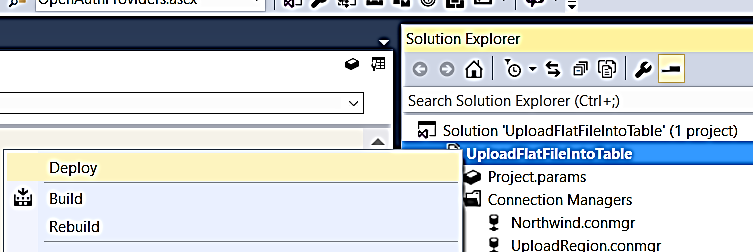 OpenAuthProviders.ascx
Solution Explorer
Search Solution Explorer (Ctrl+;)
Solution 'UploadFlatFileIntoTable' (1 project)
UploadFlatFileIntoTable
Project.params
Connection Managers
Northwind.conmgr
UploadRegion.conmgr
Deploy
Build
Rebuild